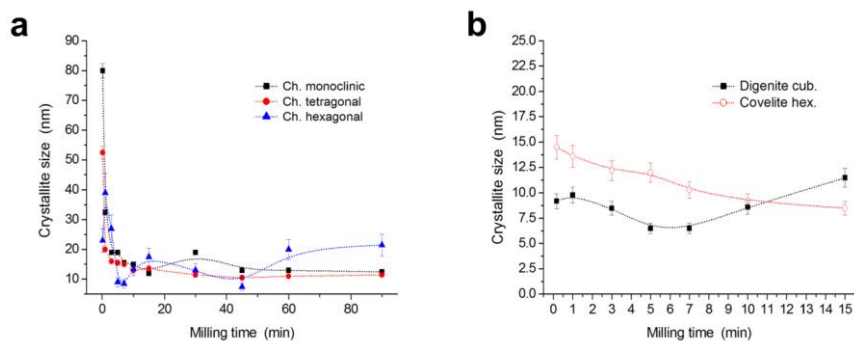 a
90
80
70
60
50
40
30
20
10
Crystallite size (nm)
Ch. monoclinic
Ch. tetragonal
Ch. hexagonal
0 20 40 60 80
Milling time (min)
b
25.0
22.5
20.0
17.5
15.0
12.5
10.0
7.5
5.0
2.5
0.0
Crystallite size (nm)
Digenite cub.
Covelite hex.
0 1 2 3 4 5 6 7 8 9 10 11 12 13 14 15
Milling time (min)